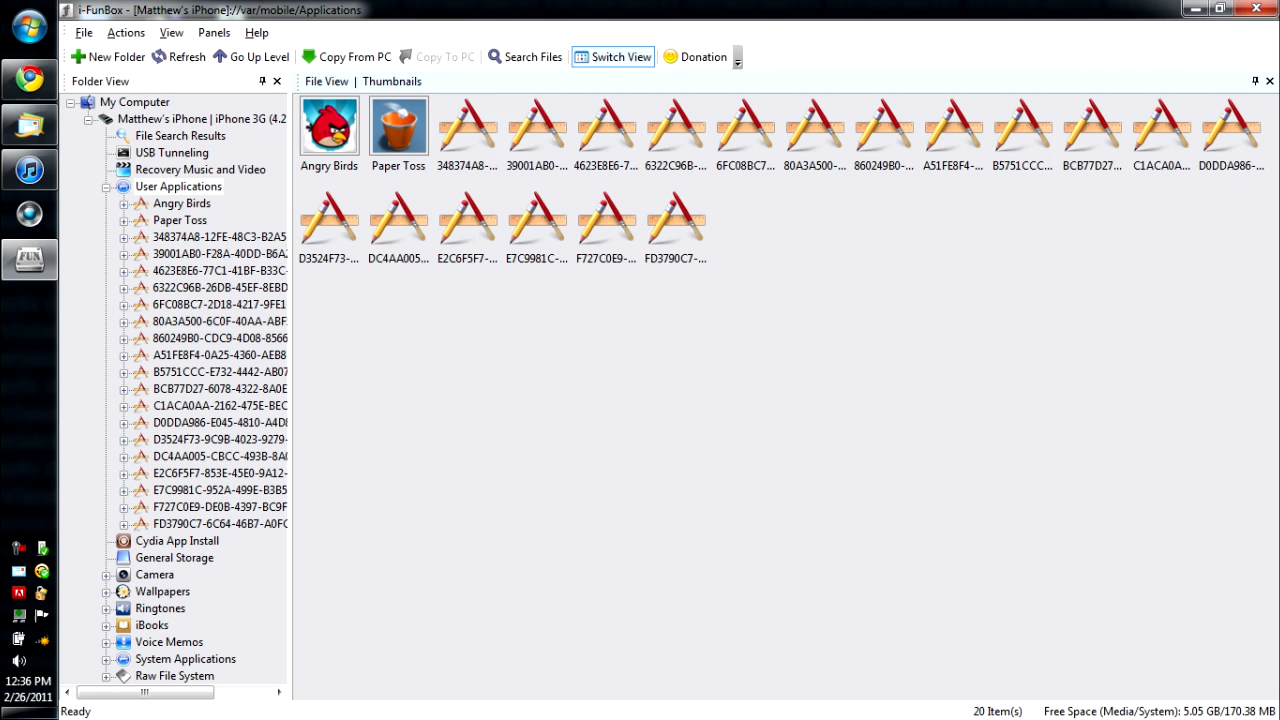 i-FunBox - [Matthew's iPhone]://var/mobile/Applications
File Actions View Panels Help
New Folder Refresh Go Up Level Copy From PC Copy To PC Search Files Switch View Donation
Folder View
File View | Thumbnails
My Computer
Matthew's iPhone | iPhone 3G (4.2
File Search Results
USB Tunneling
Recovery Music and Video
User Applications
Angry Birds
Paper Toss
348374A8-12FE-48C3-B2A5
39001AB0-F28A-40DD-B6A2
4623E8E6-77C1-41BF-B33C-
6322C96B-26DB-45EF-8EBD
6FC08BC7-2D18-4217-9FE1
80A3A500-6C0F-40AA-ABF
860249B0-CDC9-4D08-8566
A51FE8F4-0A25-4360-AEB8
B5751CCC-E732-4442-AB07
BCB77D27-6078-4322-8A0E
C1ACA0AA-2162-475E-BEC
D0DDA986-E045-4810-A4D8
D3524F73-9C9B-4023-9279-
DC4AA005-CBCC-493B-8A0
E2C6F5F7-853E-45E0-9A12-
E7C9981C-952A-499E-B3B5
F727C0E9-DE0B-4397-BC9F
FD3790C7-6C64-46B7-A0FC
Cydia App Install
General Storage
Camera
Wallpapers
Ringtones
iBooks
Voice Memos
System Applications
Raw File System
Angry Birds Paper Toss 348374A8-... 39001AB0-... 4623E8E6-7... 6322C96B-... 6FC08BC7... 80A3A500-... 860249B0-... A51FE8F4-... B5751CCC... BCB77D27... C1ACA0A... D0DDA986-...
D3524F73-... DC4AA005... E2C6F5F7-... E7C9981C-... F727C0E9-... FD3790C7-...
12:36 PM
2/26/2011
Ready
20 Item(s)
Free Space (Media/System): 5.05 GB/170.38 MB
FUN